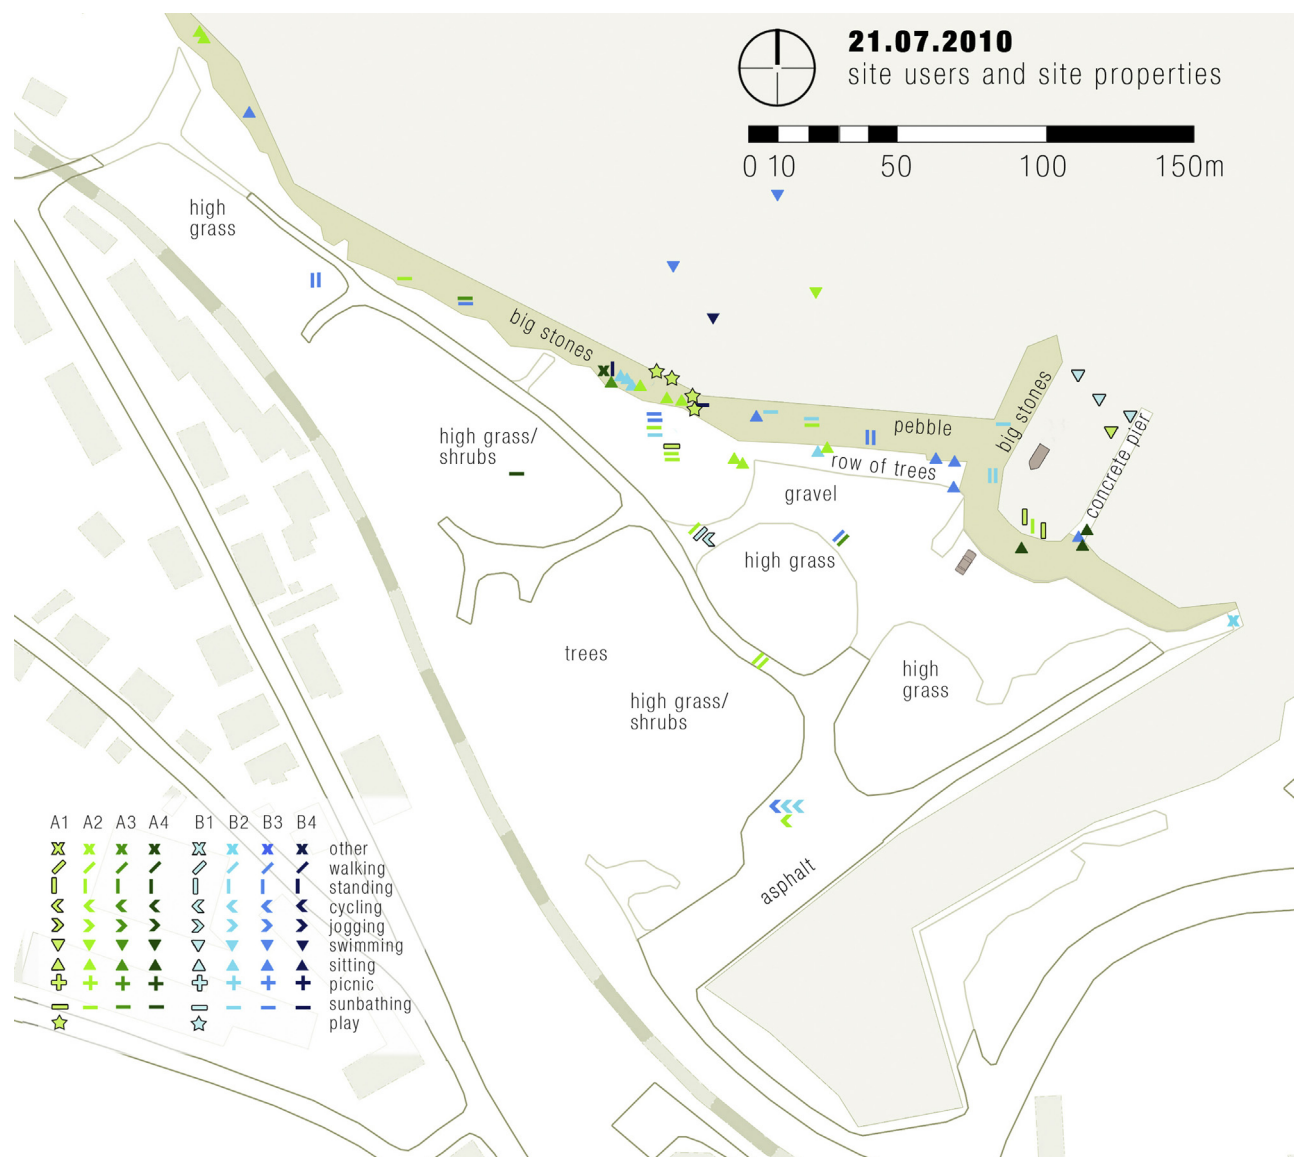 21.07.2010
site users and site properties
0 10 50 100 150m
high
grass
big stones
big stones
pebble
concrete pier
high grass/
shrubs
row of trees
gravel
high grass
trees
high
grass
high grass/
shrubs
asphalt
A1 A2 A3 A4 B1 B2 B3 B4
other
walking
standing
cycling
jogging
swimming
sitting
picnic
sunbathing
play